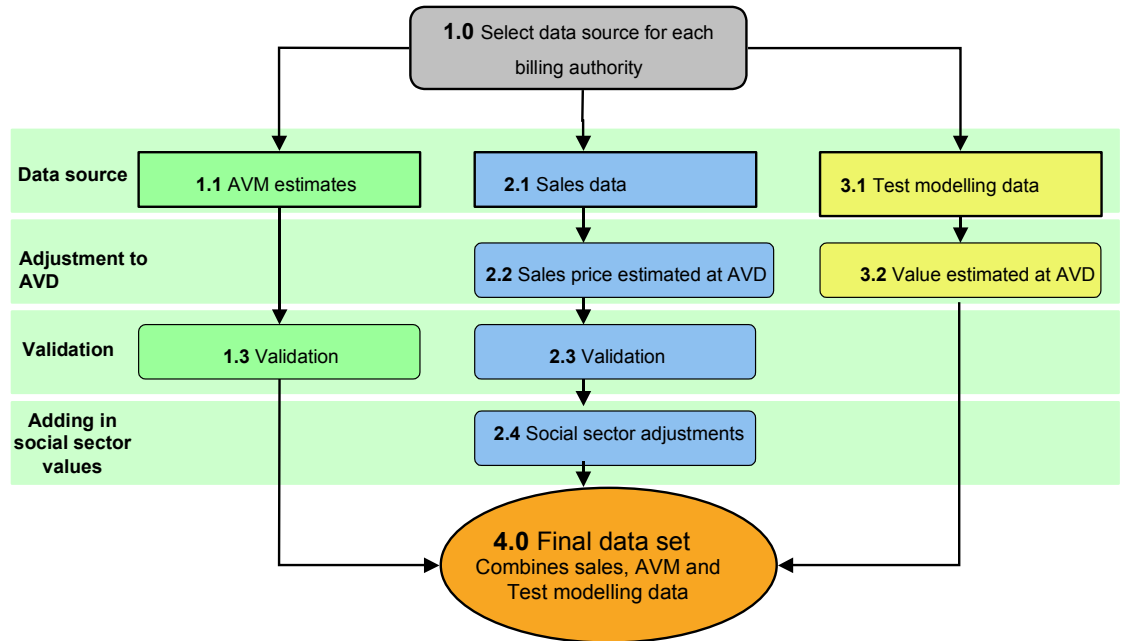 1.0 Select data source for each
billing authority
Data source
1.1 AVM estimates
2.1 Sales data
3.1 Test modelling data
Adjustment to
AVD
2.2 Sales price estimated at AVD
3.2 Value estimated at AVD
Validation
1.3 Validation
2.3 Validation
Adding in
social sector
values
2.4 Social sector adjustments
4.0 Final data set
Combines sales, AVM and
Test modelling data